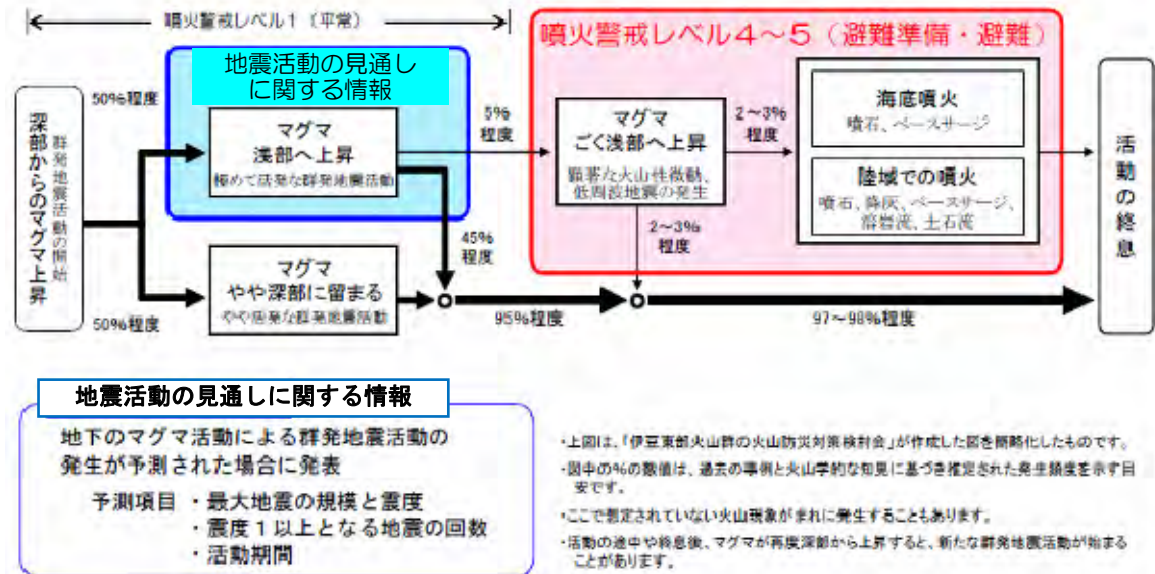 噴火警戒レベル1（平常）
噴火警戒レベル4～5（避難準備・避難）
地震活動の見通し
に関する情報
深部からのマグマ上昇
群発地震活動の開始
50%程度
50%程度
マグマ
浅部へ上昇
極めて活発な群発地震活動
マグマ
やや深部に留まる
やや活発な群発地震活動
5%
程度
45%
程度
95%程度
マグマ
ごく浅部へ上昇
顕著な火山性微動、
低周波地震の発生
2～3%
程度
2～3%
程度
海底噴火
噴石、ベースサージ
陸域での噴火
噴石、降灰、ベースサージ、
溶岩流、土石流
97～98%程度
活動の終息
地震活動の見通しに関する情報
地下のマグマ活動による群発地震活動の
発生が予測された場合に発表
予測項目 ・最大地震の規模と震度
・震度1以上となる地震の回数
・活動期間
・上図は、「伊豆東部火山群の火山防災対策検討会」が作成した図を簡略化したものです。
・図中の%の数値は、過去の事例と火山学的な知見に基づき推定された発生頻度を示す目
安です。
・ここで想定されていない火山現象がまれに発生することもあります。
・活動の途中や終息後、マグマが再度深部から上昇すると、新たな群発地震活動が始まる
ことがあります。